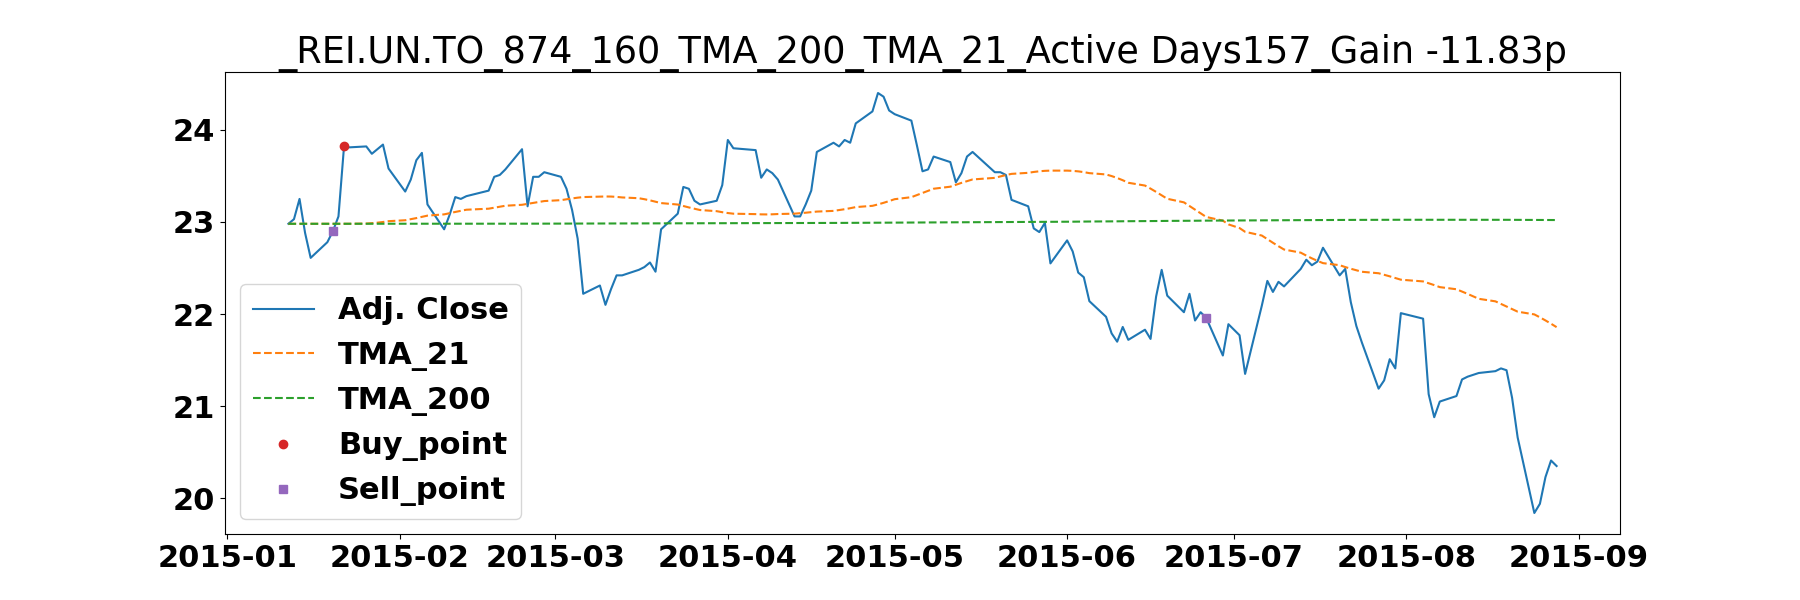 _REI.UN.TO_874_160_TMA_200_TMA_21_Active Days157_Gain -11.83p
24
23
22
21
20
Adj. Close
TMA_21
TMA_200
Buy_point
Sell_point
2015-01 2015-02 2015-03 2015-04 2015-05 2015-06 2015-07 2015-08 2015-09